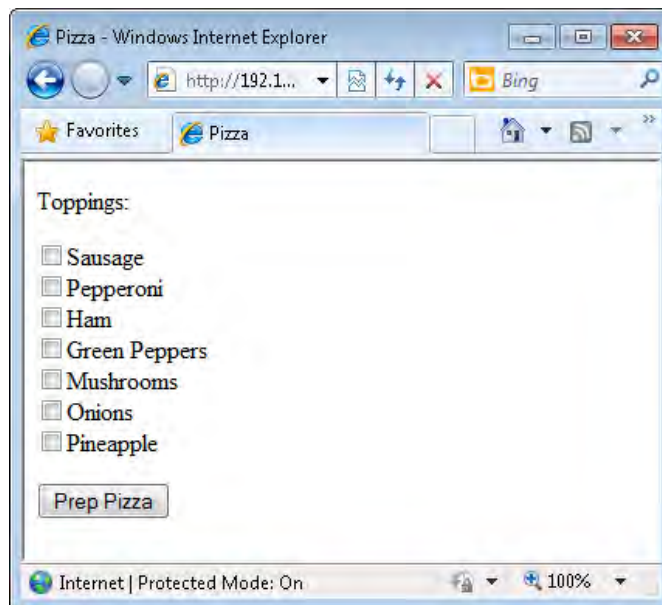 Pizza - Windows Internet Explorer
http://192.1... Bing
Favorites Pizza
Toppings:
Sausage
Pepperoni
Ham
Green Peppers
Mushrooms
Onions
Pineapple
Prep Pizza
Internet | Protected Mode: On 100%